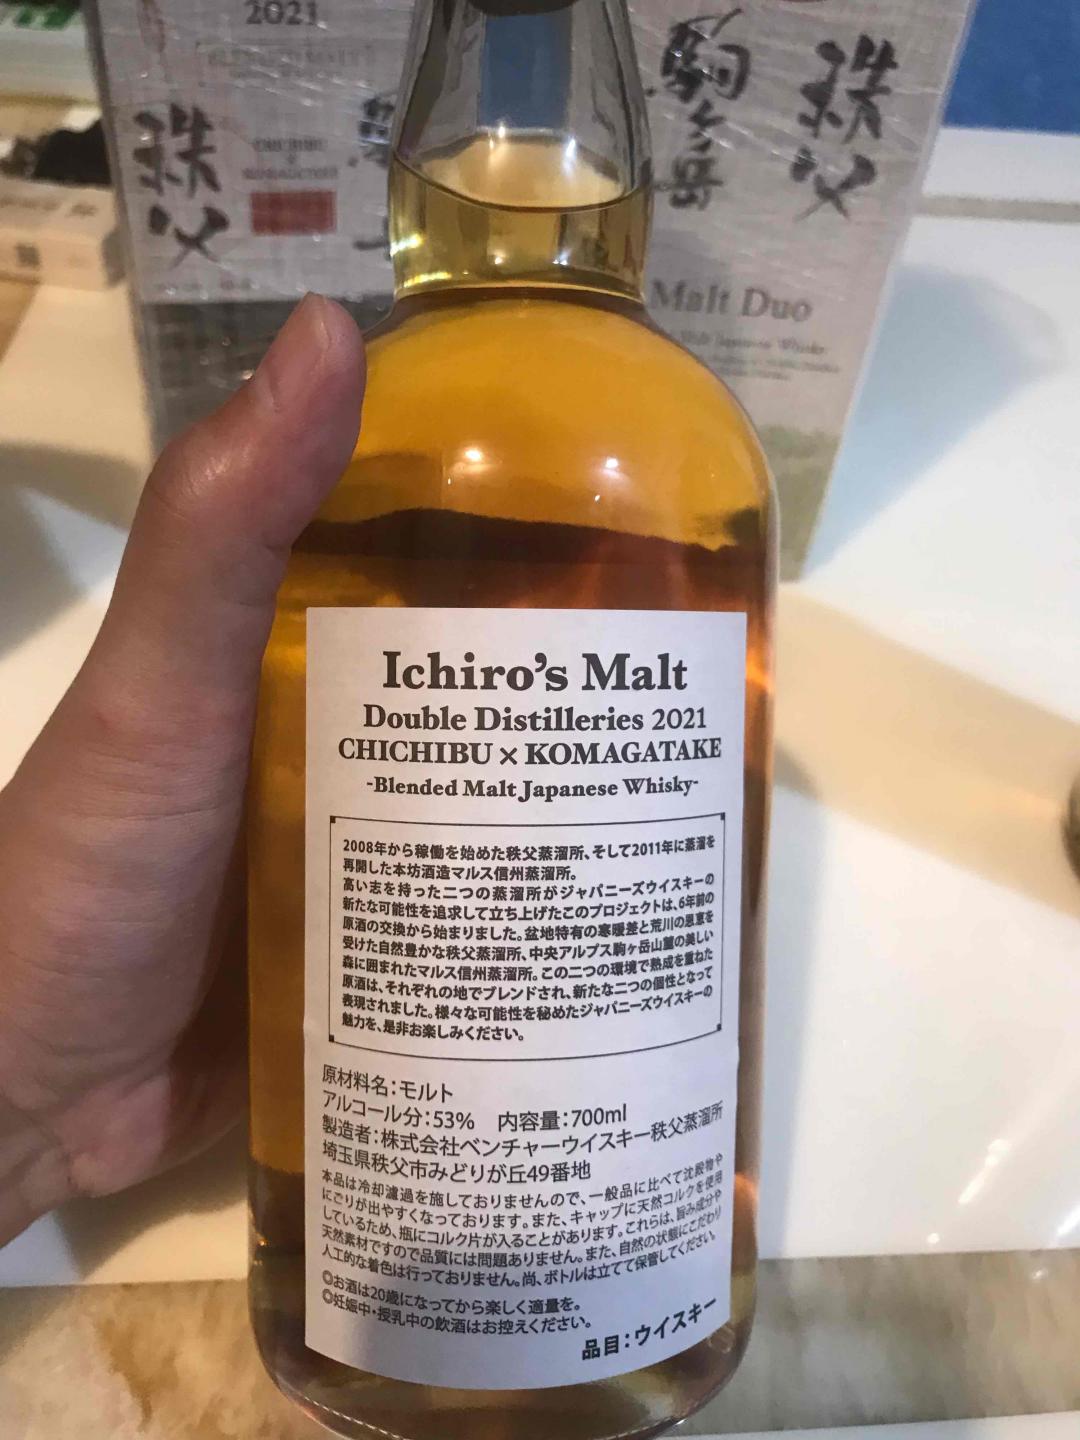 2021
秩父
駒ヶ岳
秩父
Malt Duo
Ichiro's Malt
Double Distilleries 2021
CHICHIBU × KOMAGATAKE
-Blended Malt Japanese Whisky-
2008年から稼働を始めた秩父蒸溜所、そして2011年に蒸溜を
再開した本坊酒造マルス信州蒸溜所。
高い志を持った二つの蒸溜所がジャパニーズウイスキーの
新たな可能性を追求して立ち上げたこのプロジェクトは、6年前の
原酒の交換から始まりました。盆地特有の寒暖差と荒川の恩恵を
受けた自然豊かな秩父蒸溜所、中央アルプス駒ヶ岳山麓の美しい
森に囲まれたマルス信州蒸溜所。この二つの環境で熟成を重ねた
原酒は、それぞれの地でブレンドされ、新たな二つの個性となって
表現されました。様々な可能性を秘めたジャパニーズウイスキーの
魅力を、是非お楽しみください。
原材料名：モルト
アルコール分：53%　内容量：700ml
製造者：株式会社ベンチャーウイスキー秩父蒸溜所
埼玉県秩父市みどりが丘49番地
本品は冷却濾過を施しておりませんので、一般品に比べて沈殿物や
にごりが出やすくなっております。また、キャップに天然コルクを使用
しているため、瓶にコルク片が入ることがあります。これらは、旨み成分や
天然素材ですので品質には問題ありません。また、自然の状態にこだわり
人工的な着色は行っておりません。尚、ボトルは立てて保管してください。
◎お酒は20歳になってから楽しく適量を。
◎妊娠中・授乳中の飲酒はお控えください。
品目：ウイスキー